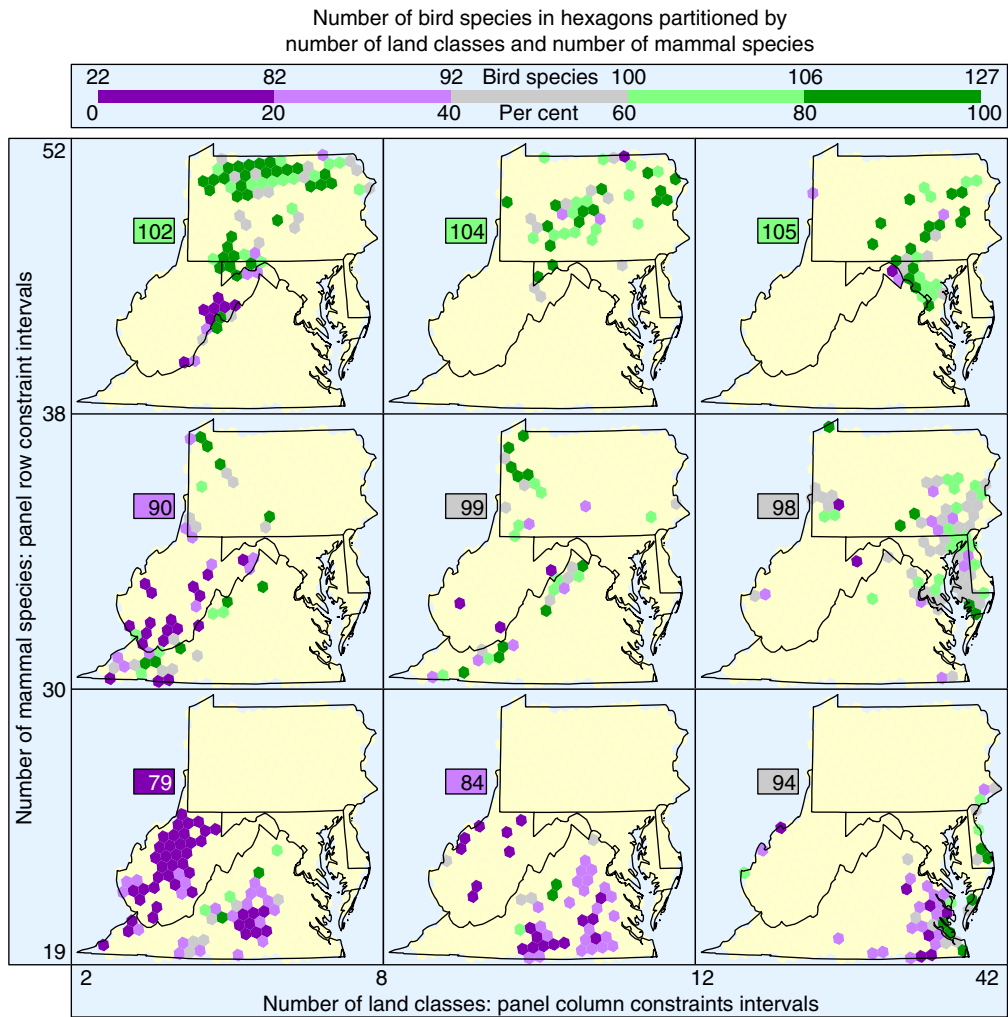 Number of bird species in hexagons partitioned by
number of land classes and number of mammal species
22 82 92 Bird species 100 106 127
0 20 40 Per cent 60 80 100
52
102 104 105
38
90 99 98
30
79 84 94
19
Number of mammal species: panel row constraint intervals
2 8 12 42
Number of land classes: panel column constraints intervals